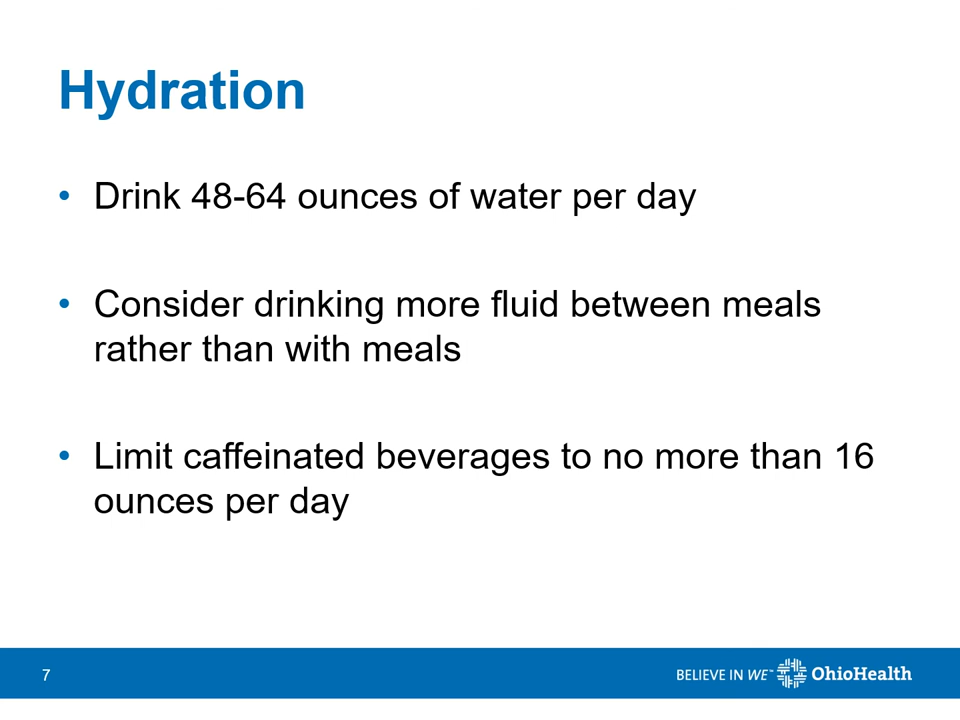 Hydration
• Drink 48-64 ounces of water per day
• Consider drinking more fluid between meals
rather than with meals
• Limit caffeinated beverages to no more than 16
ounces per day
7
BELIEVE IN WE™ OhioHealth